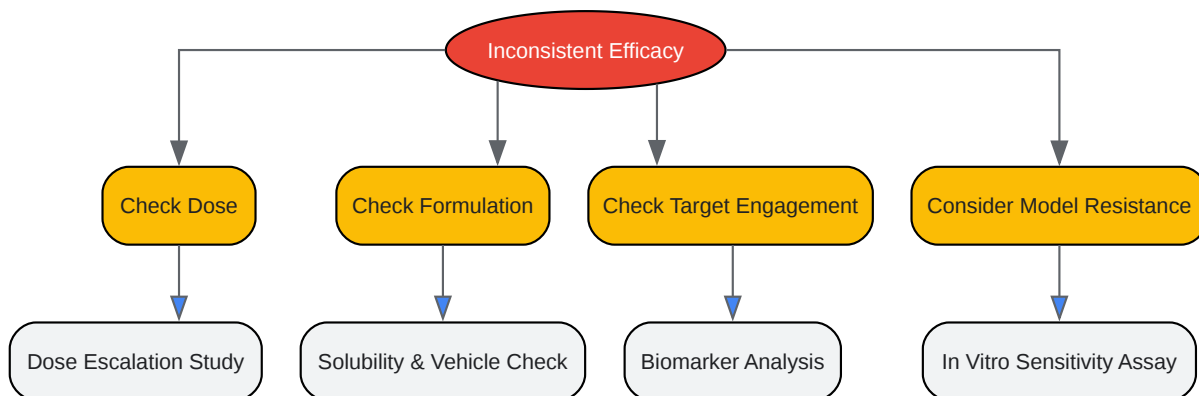 Inconsistent Efficacy
Check Dose
Check Formulation
Check Target Engagement
Consider Model Resistance
Dose Escalation Study
Solubility & Vehicle Check
Biomarker Analysis
In Vitro Sensitivity Assay